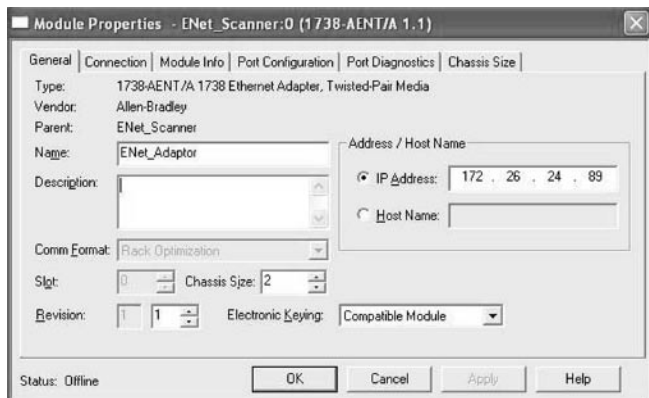 Module Properties - ENet_Scanner:0 (1738-AENT/A 1.1)
General Connection Module Info Port Configuration Port Diagnostics Chassis Size
Type: 1738-AENT/A 1738 Ethernet Adapter, Twisted-Pair Media
Vendor: Allen-Bradley
Parent: ENet_Scanner
Name: ENet_Adaptor
Address / Host Name
IP Address: 172 . 26 . 24 . 89
Description:
Host Name:
Comm Format: Rack Optimization
Slot: 0 Chassis Size: 2
Revision: 1 1 Electronic Keying: Compatible Module
Status: Offline OK Cancel Apply Help